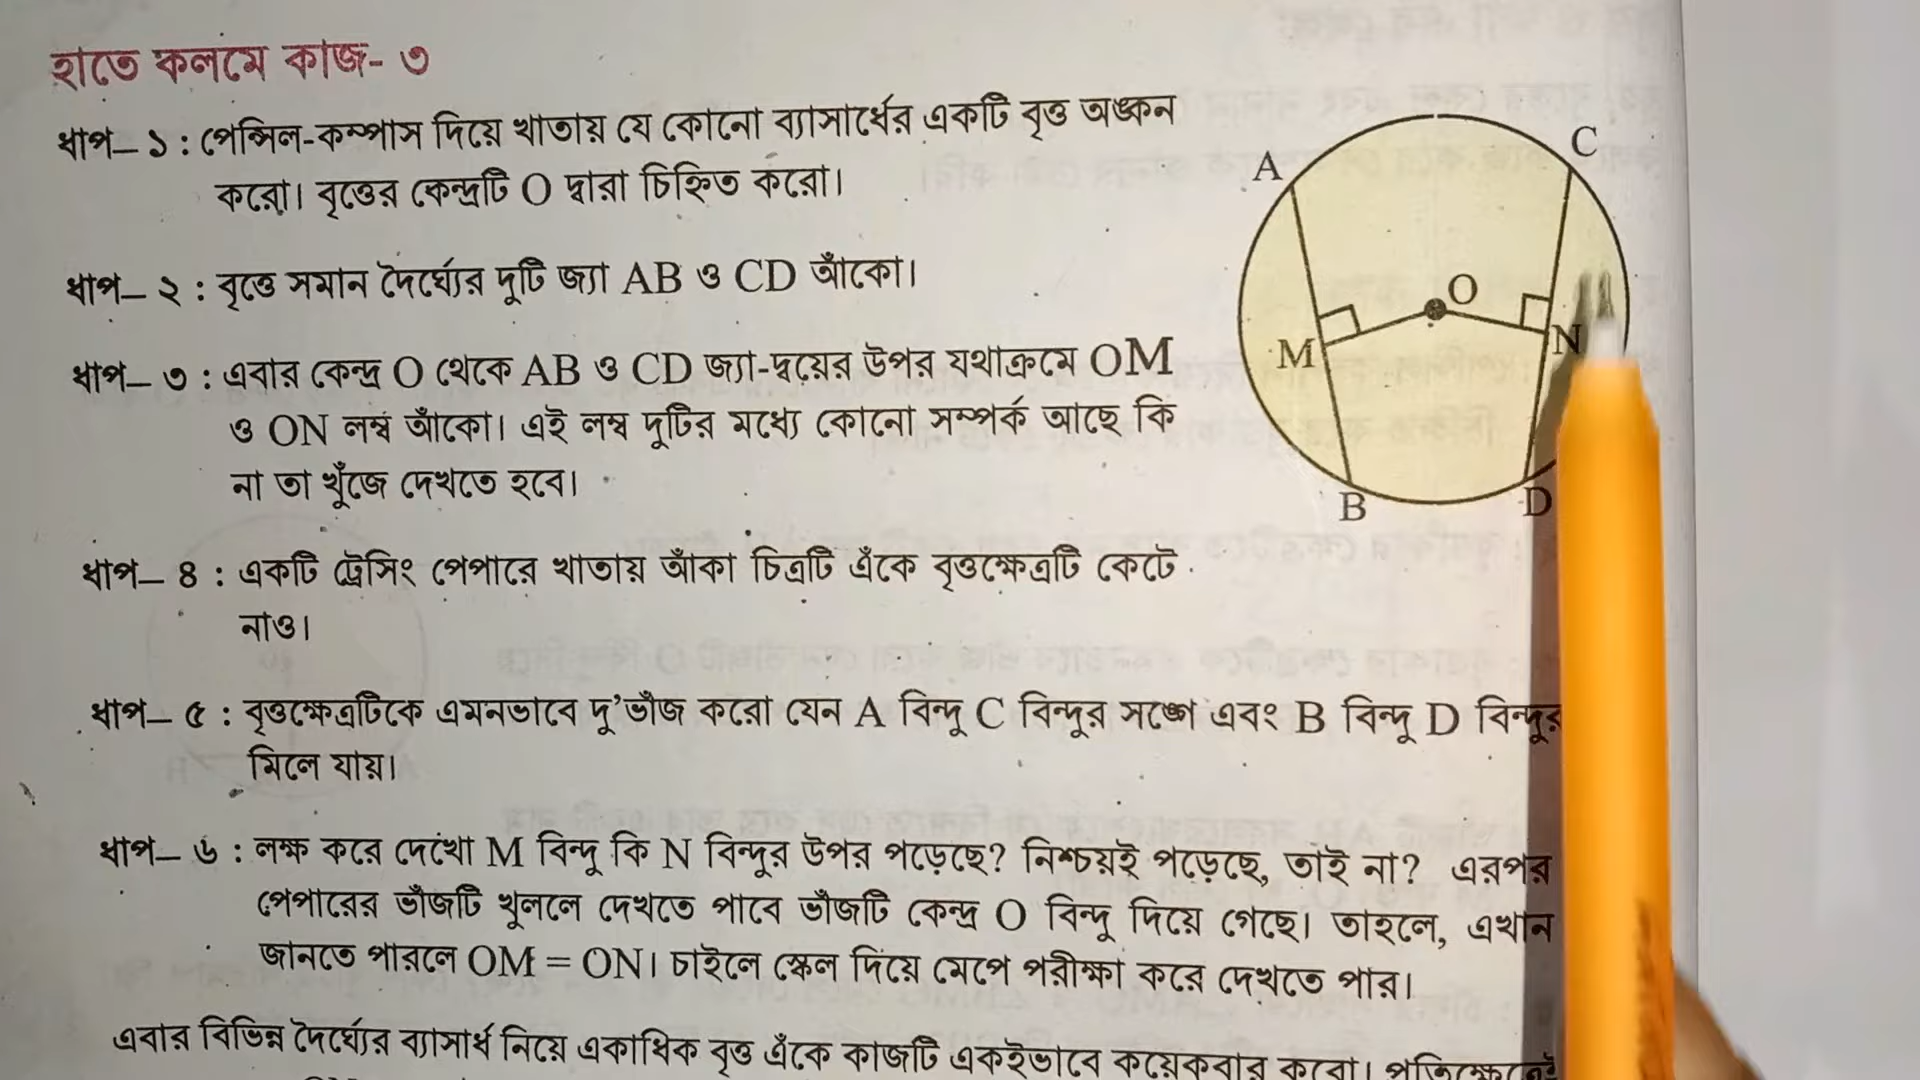 হাতে কলমে কাজ- ৩
ধাপ– ১ : পেন্সিল-কম্পাস দিয়ে খাতায় যে কোনো ব্যাসার্ধের একটি বৃত্ত অঙ্কন
করো। বৃত্তের কেন্দ্রটি O দ্বারা চিহ্নিত করো।
ধাপ– ২ : বৃত্তে সমান দৈর্ঘ্যের দুটি জ্যা AB ও CD আঁকো।
ধাপ– ৩ : এবার কেন্দ্র O থেকে AB ও CD জ্যা-দ্বয়ের উপর যথাক্রমে OM
ও ON লম্ব আঁকো। এই লম্ব দুটির মধ্যে কোনো সম্পর্ক আছে কি
না তা খুঁজে দেখতে হবে।
A
C
O
M
N
B
D
ধাপ– ৪ : একটি ট্রেসিং পেপারে খাতায় আঁকা চিত্রটি এঁকে বৃত্তক্ষেত্রটি কেটে
নাও।
ধাপ– ৫ : বৃত্তক্ষেত্রটিকে এমনভাবে দু’ভাঁজ করো যেন A বিন্দু C বিন্দুর সঙ্গে এবং B বিন্দু D বিন্দুর
মিলে যায়।
ধাপ– ৬ : লক্ষ করে দেখো M বিন্দু কি N বিন্দুর উপর পড়েছে? নিশ্চয়ই পড়েছে, তাই না? এরপর
পেপারের ভাঁজটি খুললে দেখতে পাবে ভাঁজটি কেন্দ্র O বিন্দু দিয়ে গেছে। তাহলে, এখান
জানতে পারলে OM = ON। চাইলে স্কেল দিয়ে মেপে পরীক্ষা করে দেখতে পার।
এবার বিভিন্ন দৈর্ঘ্যের ব্যাসার্ধ নিয়ে একাধিক বৃত্ত এঁকে কাজটি একইভাবে কয়েকবার করো।